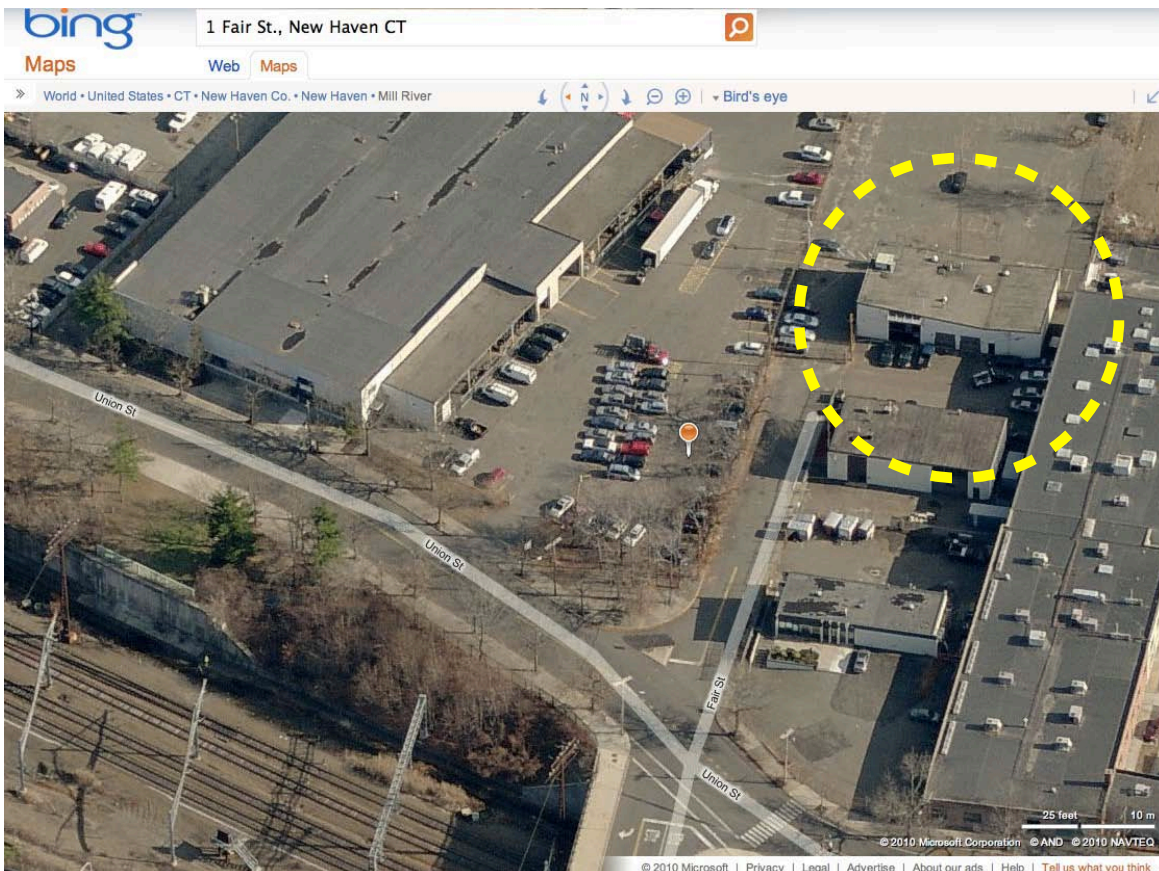 bing™
1 Fair St., New Haven CT
Maps
Web Maps
» World • United States • CT • New Haven Co. • New Haven • Mill River
N
▾ Bird's eye
Union St
Union St
Fair St
Union St
25 feet 10 m
© 2010 Microsoft Corporation © AND © 2010 NAVTEQ
© 2010 Microsoft | Privacy | Legal | Advertise | About our ads | Help | Tell us what you think